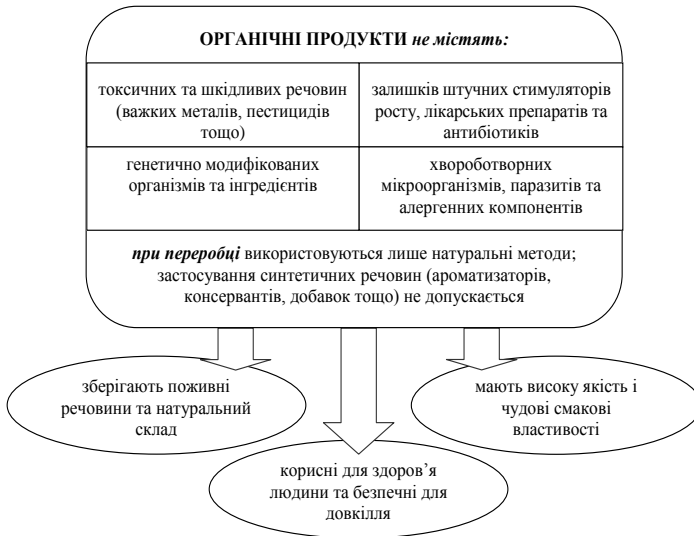 ОРГАНІЧНІ ПРОДУКТИ не містять:
токсичних та шкідливих речовин
(важких металів, пестицидів
тощо)
залишків штучних стимуляторів
росту, лікарських препаратів та
антибіотиків
генетично модифікованих
організмів та інгредієнтів
хвороботворних
мікроорганізмів, паразитів та
алергенних компонентів
при переробці використовуються лише натуральні методи;
застосування синтетичних речовин (ароматизаторів,
консервантів, добавок тощо) не допускається
зберігають поживні
речовини та натуральний
склад
мають високу якість і
чудові смакові
властивості
корисні для здоров’я
людини та безпечні для
довкілля